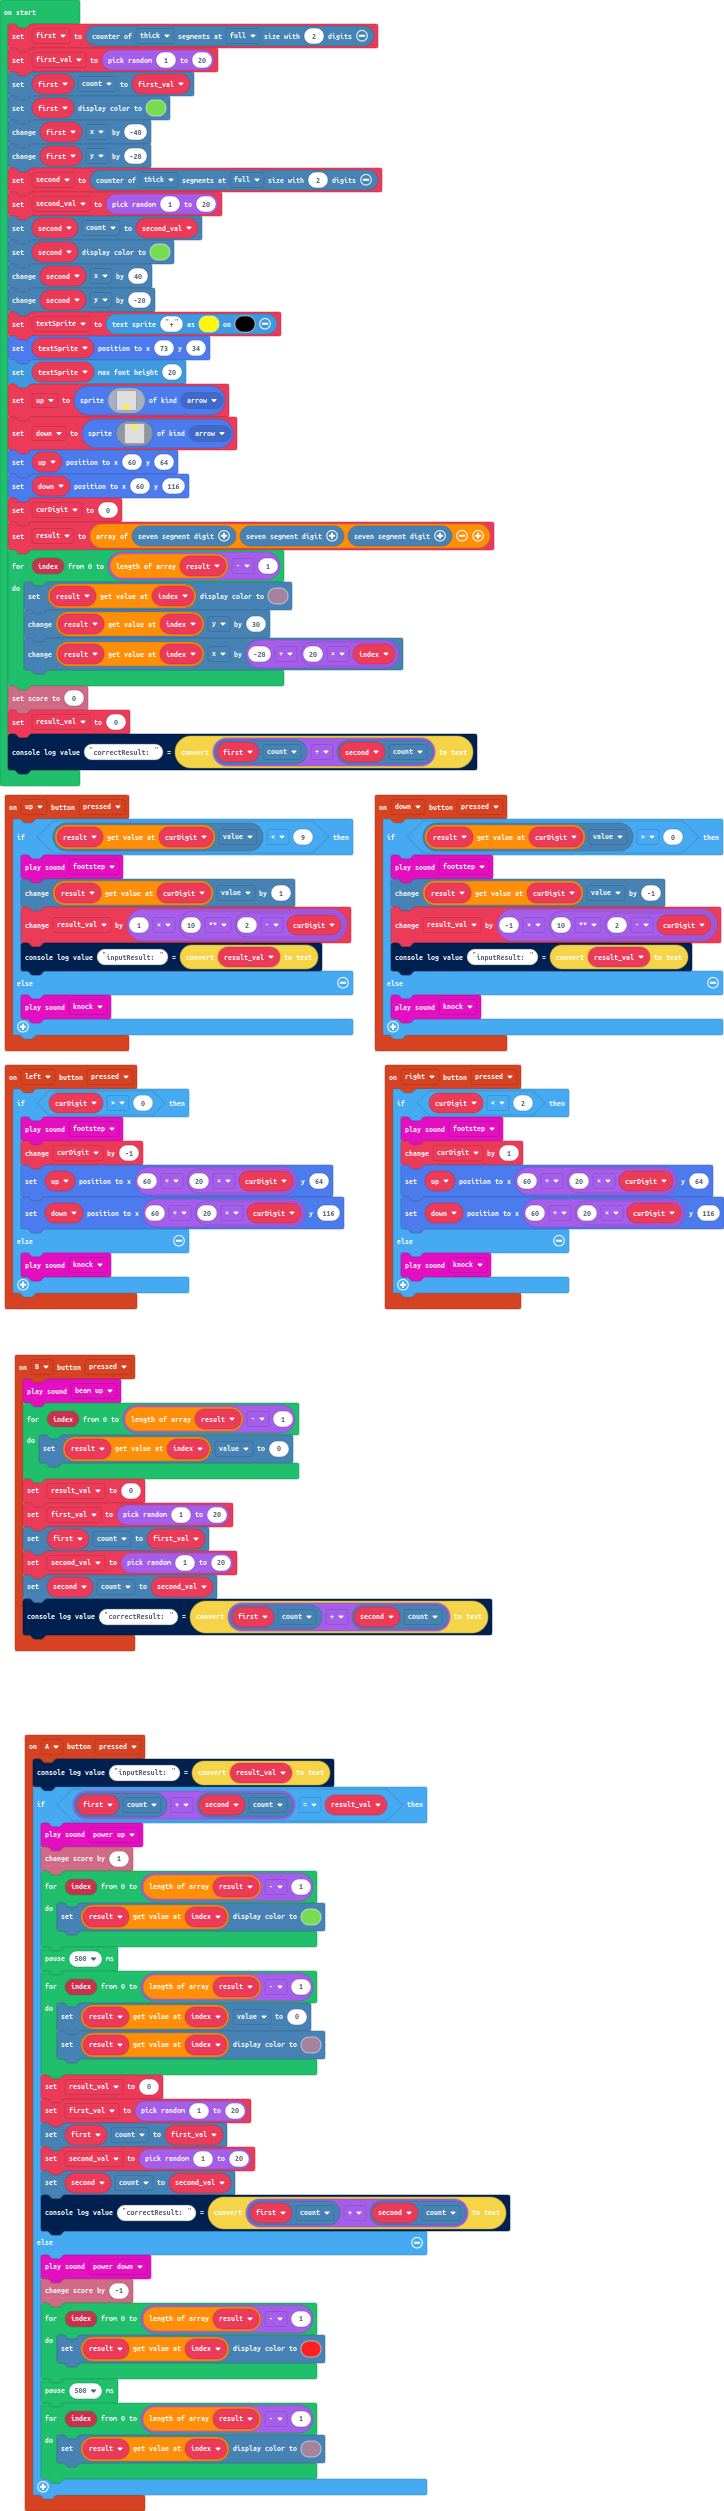 on start
set first to counter of thick segments at full size with 2 digits
set first_val to pick random 1 to 20
set first count to first_val
set first display color to
change first x by -40
change first y by -20
set second to counter of thick segments at full size with 2 digits
set second_val to pick random 1 to 20
set second count to second_val
set second display color to
change second x by 40
change second y by -20
set textSprite to text sprite "+" as on
set textSprite position to x 73 y 34
set textSprite max font height 20
set up to sprite of kind arrow
set down to sprite of kind arrow
set up position to x 60 y 64
set down position to x 60 y 116
set curDigit to 0
set result to array of seven segment digit seven segment digit seven segment digit
for index from 0 to length of array result - 1
do
set result get value at index display color to
change result get value at index y by 30
change result get value at index x by -20 + 20 × index
set score to 0
set result_val to 0
console log value "correctResult: " = convert first count + second count to text
on up button pressed
if result get value at curDigit value < 9 then
play sound footstep
change result get value at curDigit value by 1
change result_val by 1 × 10 ** 2 - curDigit
console log value "inputResult: " = convert result_val to text
else
play sound knock
on down button pressed
if result get value at curDigit value > 0 then
play sound footstep
change result get value at curDigit value by -1
change result_val by -1 × 10 ** 2 - curDigit
console log value "inputResult: " = convert result_val to text
else
play sound knock
on left button pressed
if curDigit > 0 then
play sound footstep
change curDigit by -1
set up position to x 60 + 20 × curDigit y 64
set down position to x 60 + 20 × curDigit y 116
else
play sound knock
on right button pressed
if curDigit < 2 then
play sound footstep
change curDigit by 1
set up position to x 60 + 20 × curDigit y 64
set down position to x 60 + 20 × curDigit y 116
else
play sound knock
on B button pressed
play sound beam up
for index from 0 to length of array result - 1
do
set result get value at index value to 0
set result_val to 0
set first_val to pick random 1 to 20
set first count to first_val
set second_val to pick random 1 to 20
set second count to second_val
console log value "correctResult: " = convert first count + second count to text
on A button pressed
console log value "inputResult: " = convert result_val to text
if first count + second count = result_val then
play sound power up
change score by 1
for index from 0 to length of array result - 1
do
set result get value at index display color to
pause 500 ms
for index from 0 to length of array result - 1
do
set result get value at index value to 0
set result get value at index display color to
set result_val to 0
set first_val to pick random 1 to 20
set first count to first_val
set second_val to pick random 1 to 20
set second count to second_val
console log value "correctResult: " = convert first count + second count to text
else
play sound power down
change score by -1
for index from 0 to length of array result - 1
do
set result get value at index display color to
pause 500 ms
for index from 0 to length of array result - 1
do
set result get value at index display color to